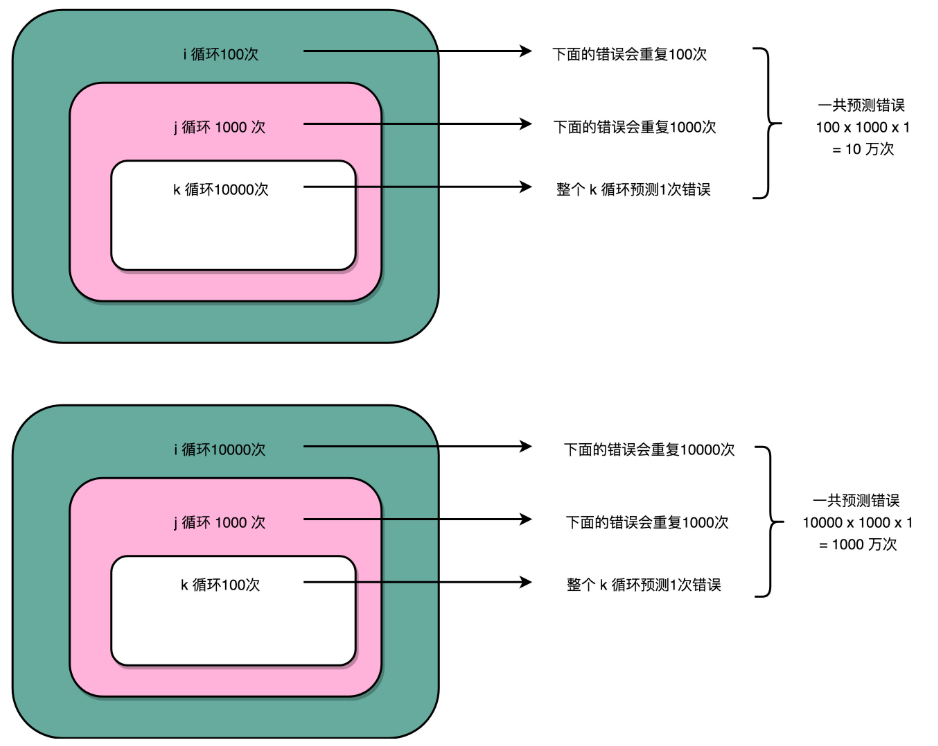 i 循环100次
下面的错误会重复100次
j 循环 1000 次
下面的错误会重复1000次
k 循环10000次
整个 k 循环预测1次错误
一共预测错误
100 x 1000 x 1
= 10 万次
i 循环10000次
下面的错误会重复10000次
j 循环 1000 次
下面的错误会重复1000次
k 循环100次
整个 k 循环预测1次错误
一共预测错误
10000 x 1000 x 1
= 1000 万次